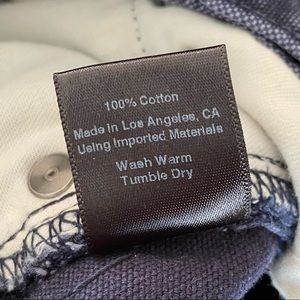 100% Cotton
Made in Los Angeles, CA
Using Imported Materials
Wash Warm
Tumble Dry